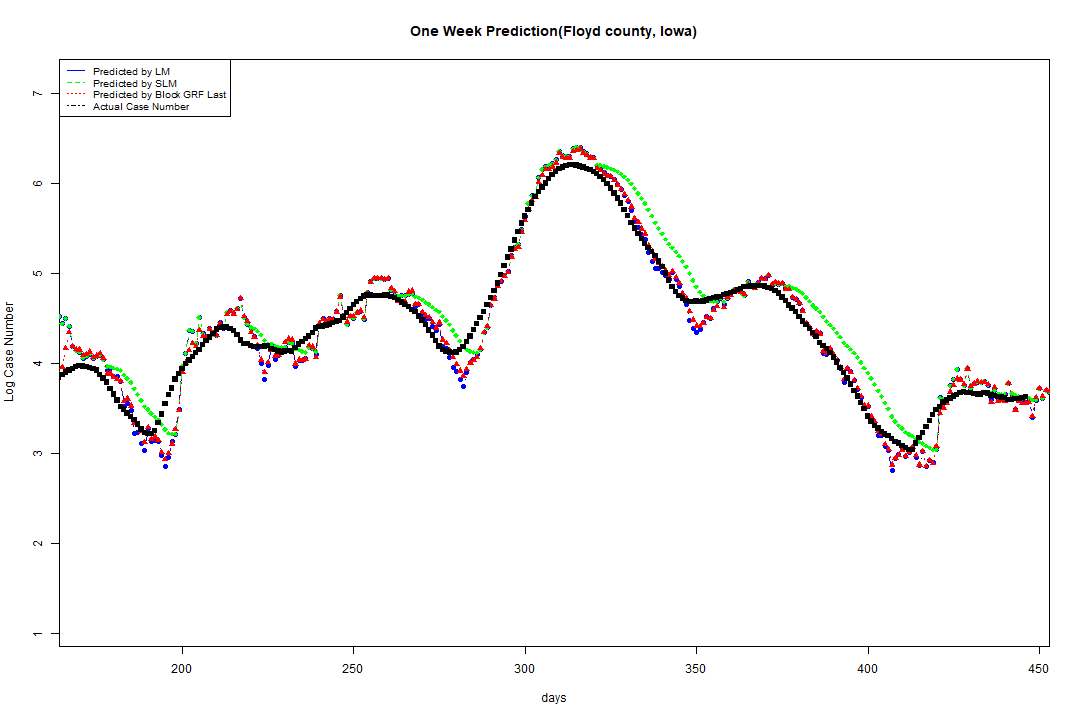 One Week Prediction(Floyd county, Iowa)
Predicted by LM
Predicted by SLM
Predicted by Block GRF Last
Actual Case Number
7
6
5
4
3
2
1
Log Case Number
200 250 300 350 400 450
days